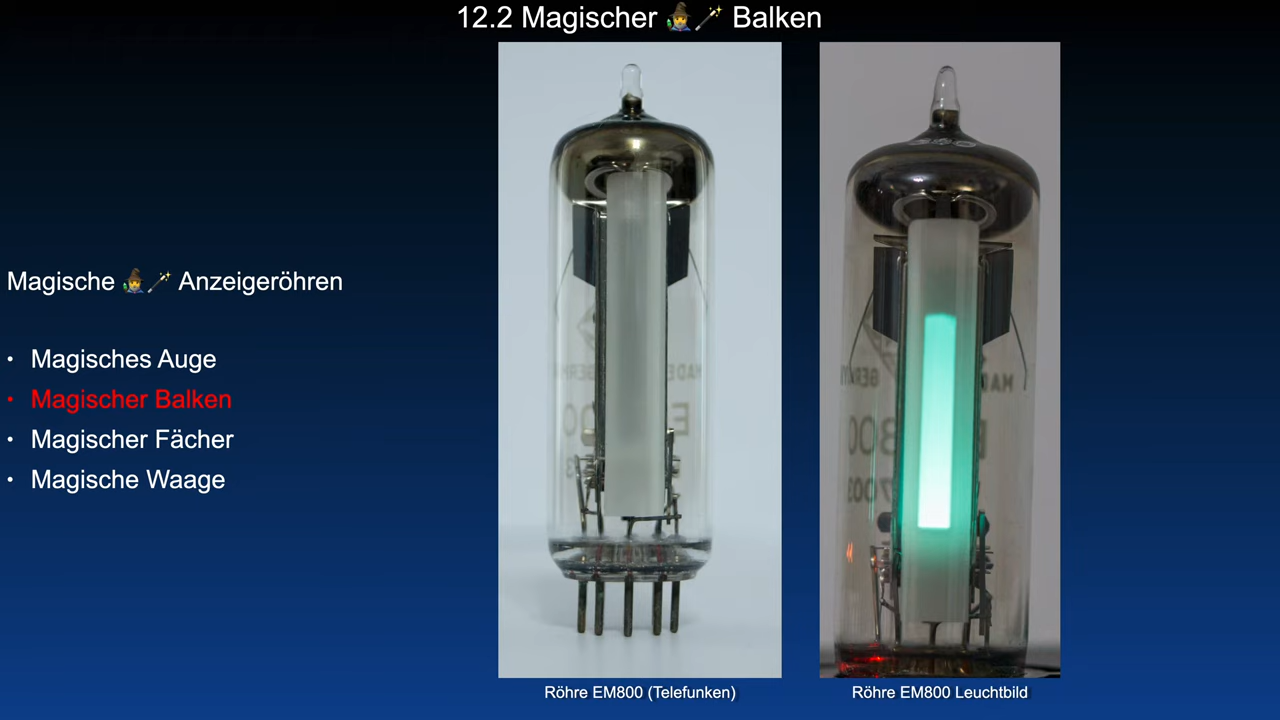 12.2 Magischer 🧙‍♂️🪄 Balken
Magische 🧙‍♂️🪄 Anzeigeröhren
• Magisches Auge
• Magischer Balken
• Magischer Fächer
• Magische Waage
Röhre EM800 (Telefunken)
Röhre EM800 Leuchtbild